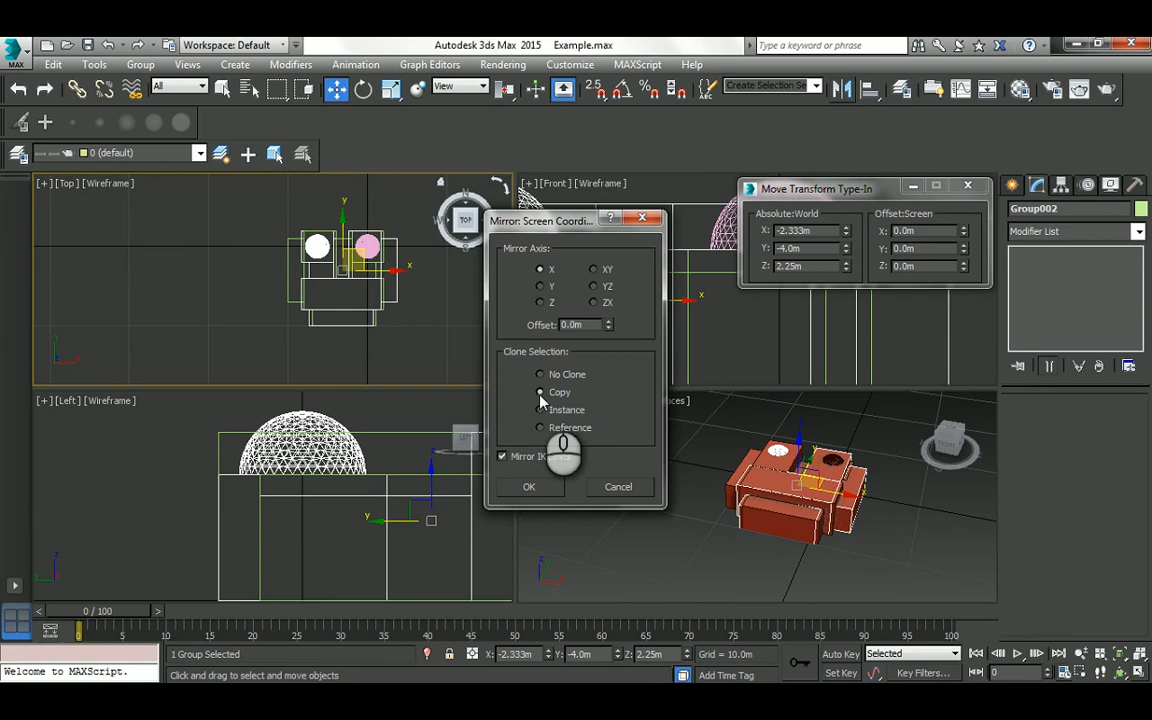 MAX
Workspace: Default
Autodesk 3ds Max 2015 Example.max
Type a keyword or phrase
Edit Tools Group Views Create Modifiers Animation Graph Editors Rendering Customize MAXScript Help
All
View
2.5
Create Selection Se
0 (default)
[+] [Top] [Wireframe]
y
x
N
TOP
W
[+] [Front] [Wireframe]
x
Mirror: Screen Coordi...
Mirror Axis:
X XY
Y YZ
Z ZX
Offset: 0.0m
Clone Selection:
No Clone
Copy
Instance
Reference
Mirror IK
OK Cancel
Move Transform Type-In
Absolute:World Offset:Screen
X: -2.333m X: 0.0m
Y: -4.0m Y: 0.0m
Z: 2.25m Z: 0.0m
Group002
Modifier List
[+] [Left] [Wireframe]
z
y
aces ]
z
y
x
FRONT
0 / 100
0 5 10 15 20 25 30 35 40 45 50 55 60 65 70 75 80 85 90 95 100
1 Group Selected
X: -2.333m Y: -4.0m Z: 2.25m Grid = 10.0m
Auto Key Selected
Welcome to MAXScript.
Click and drag to select and move objects
Add Time Tag
Set Key Key Filters... 0